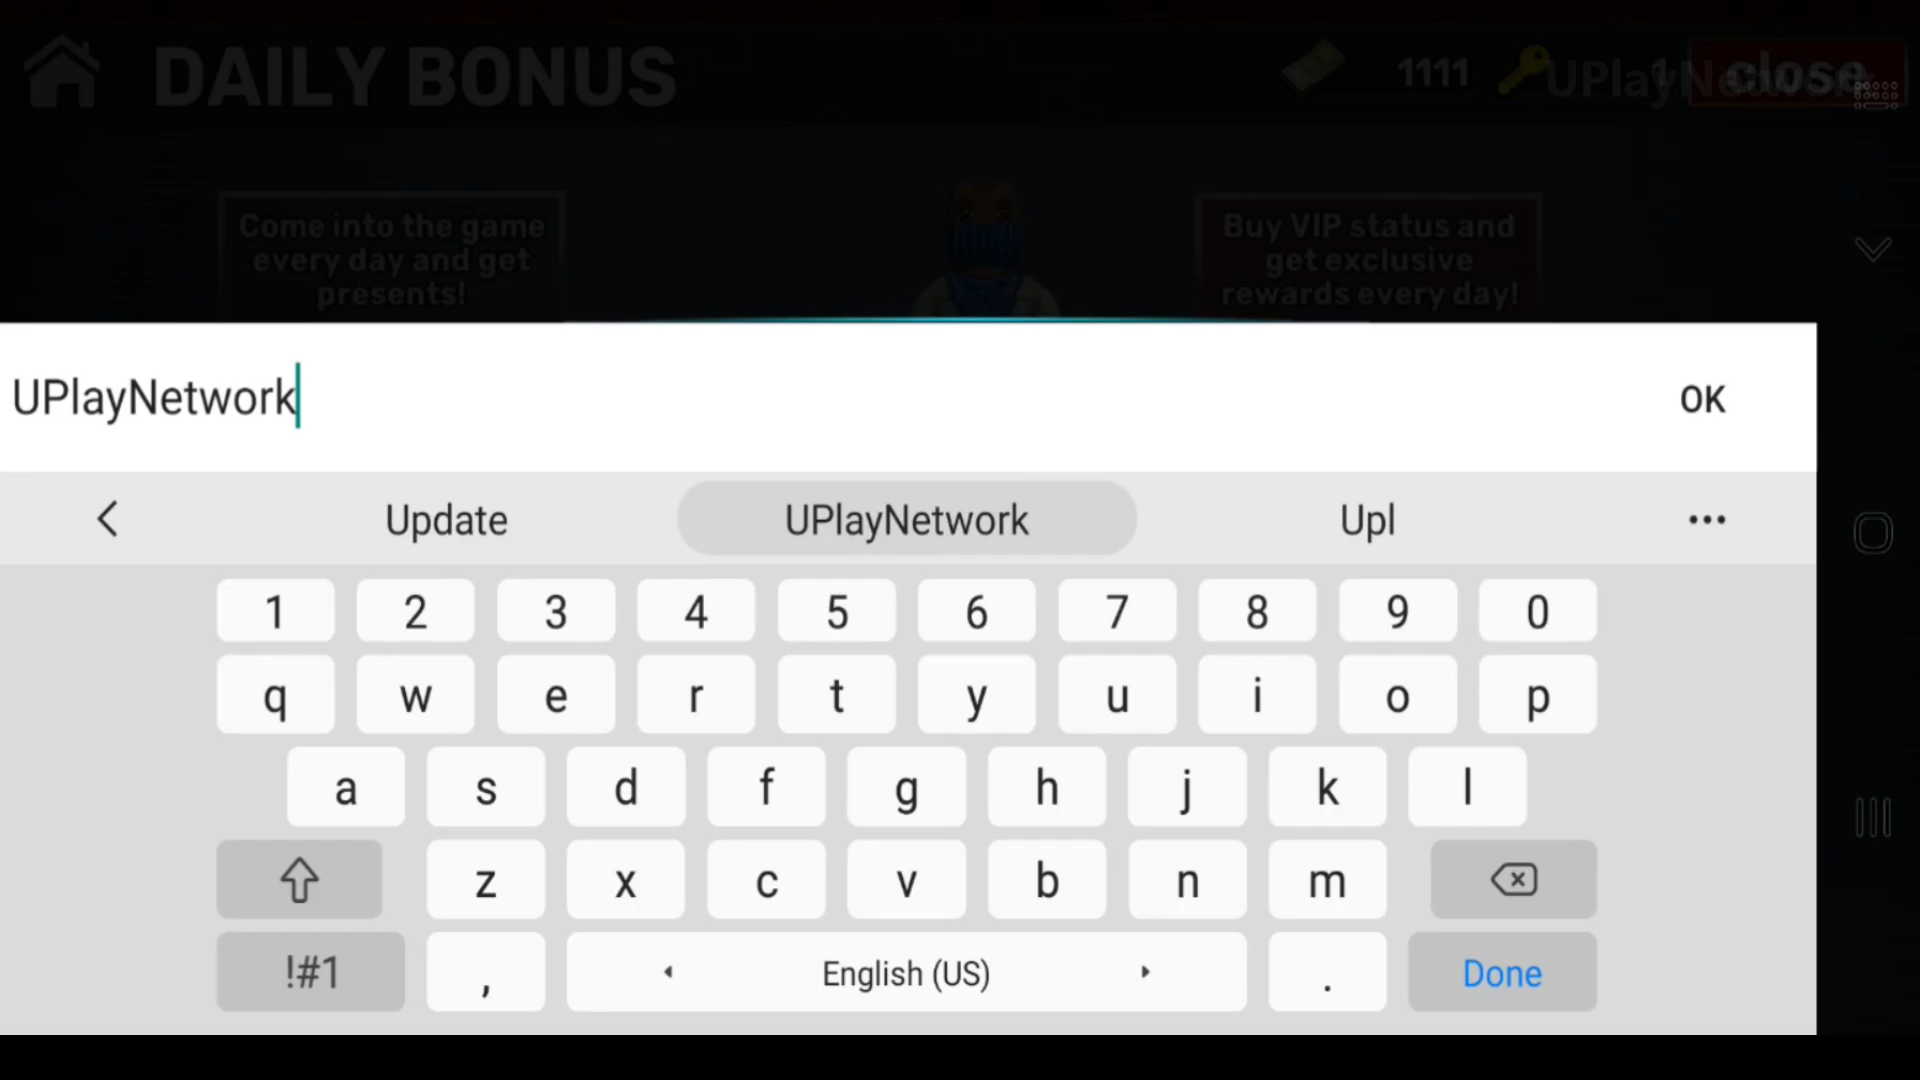 DAILY BONUS
1111
1
close
UPlayNetwork
Come into the game
every day and get
presents!
Buy VIP status and
get exclusive
rewards every day!
UPlayNetwork
OK
Update
UPlayNetwork
Upl
1 2 3 4 5 6 7 8 9 0
q w e r t y u i o p
a s d f g h j k l
z x c v b n m
!#1 , English (US) . Done